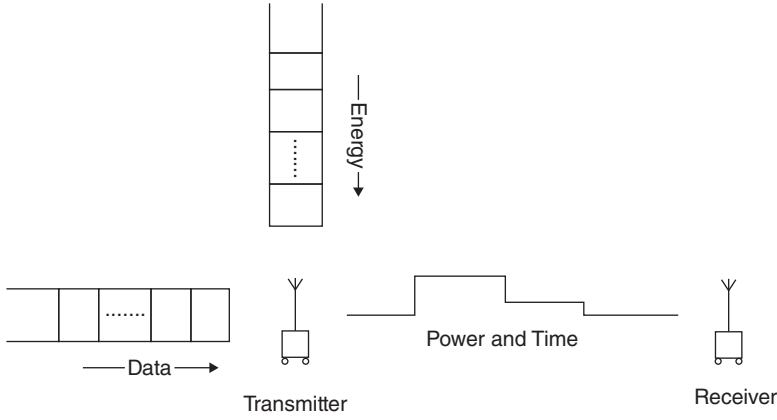 Energy
Power and Time
Data
Transmitter
Receiver